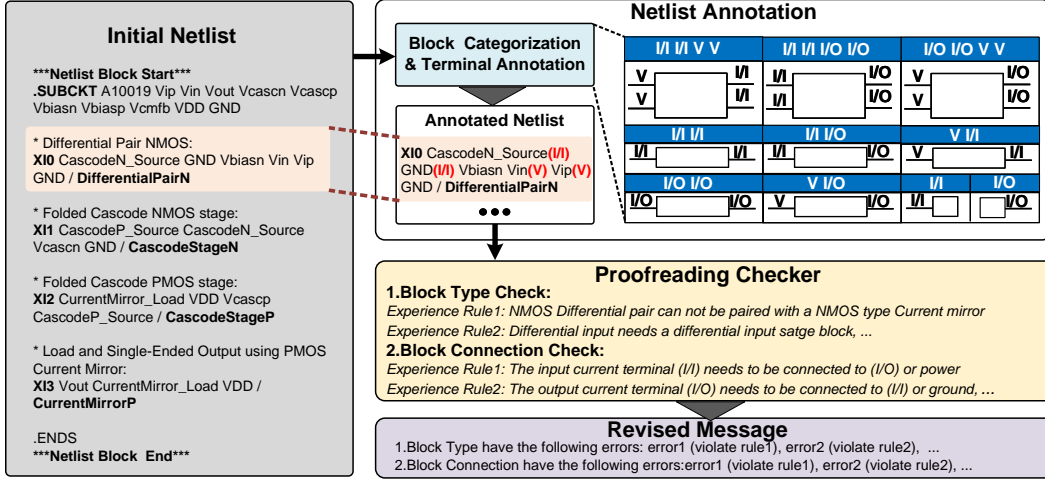 Initial Netlist
***Netlist Block Start***
.SUBCKT A10019 Vip Vin Vout Vcascn Vcascp
Vbiasn Vbiasp Vcmfb VDD GND
* Differential Pair NMOS:
XI0 CascodeN_Source GND Vbiasn Vin Vip
GND / DifferentialPairN
* Folded Cascode NMOS stage:
XI1 CascodeP_Source CascodeN_Source
Vcascn GND / CascodeStageN
* Folded Cascode PMOS stage:
XI2 CurrentMirror_Load VDD Vcascp
CascodeP_Source / CascodeStageP
* Load and Single-Ended Output using PMOS
Current Mirror:
XI3 Vout CurrentMirror_Load VDD /
CurrentMirrorP
.ENDS
***Netlist Block End***
Netlist Annotation
Block Categorization
& Terminal Annotation
Annotated Netlist
XI0 CascodeN_Source(I/I)
GND(I/I) Vbiasn Vin(V) Vip(V)
GND / DifferentialPairN
•••
I/I I/I V V
I/I I/I I/O I/O
I/O I/O V V
V I/I
V I/I
I/I I/O
I/I I/O
V I/O
V I/O
I/I I/I
I/I I/O
V I/I
I/I I/I
I/I I/O
V I/I
I/O I/O
V I/O
I/I
I/O
I/O I/O
V I/O
I/I
I/O
Proofreading Checker
1.Block Type Check:
Experience Rule1: NMOS Differential pair can not be paired with a NMOS type Current mirror
Experience Rule2: Differential input needs a differential input satge block, ...
2.Block Connection Check:
Experience Rule1: The input current terminal (I/I) needs to be connected to (I/O) or power
Experience Rule2: The output current terminal (I/O) needs to be connected to (I/I) or ground, ...
Revised Message
1.Block Type have the following errors: error1 (violate rule1), error2 (violate rule2), ...
2.Block Connection have the following errors:error1 (violate rule1), error2 (violate rule2), ...